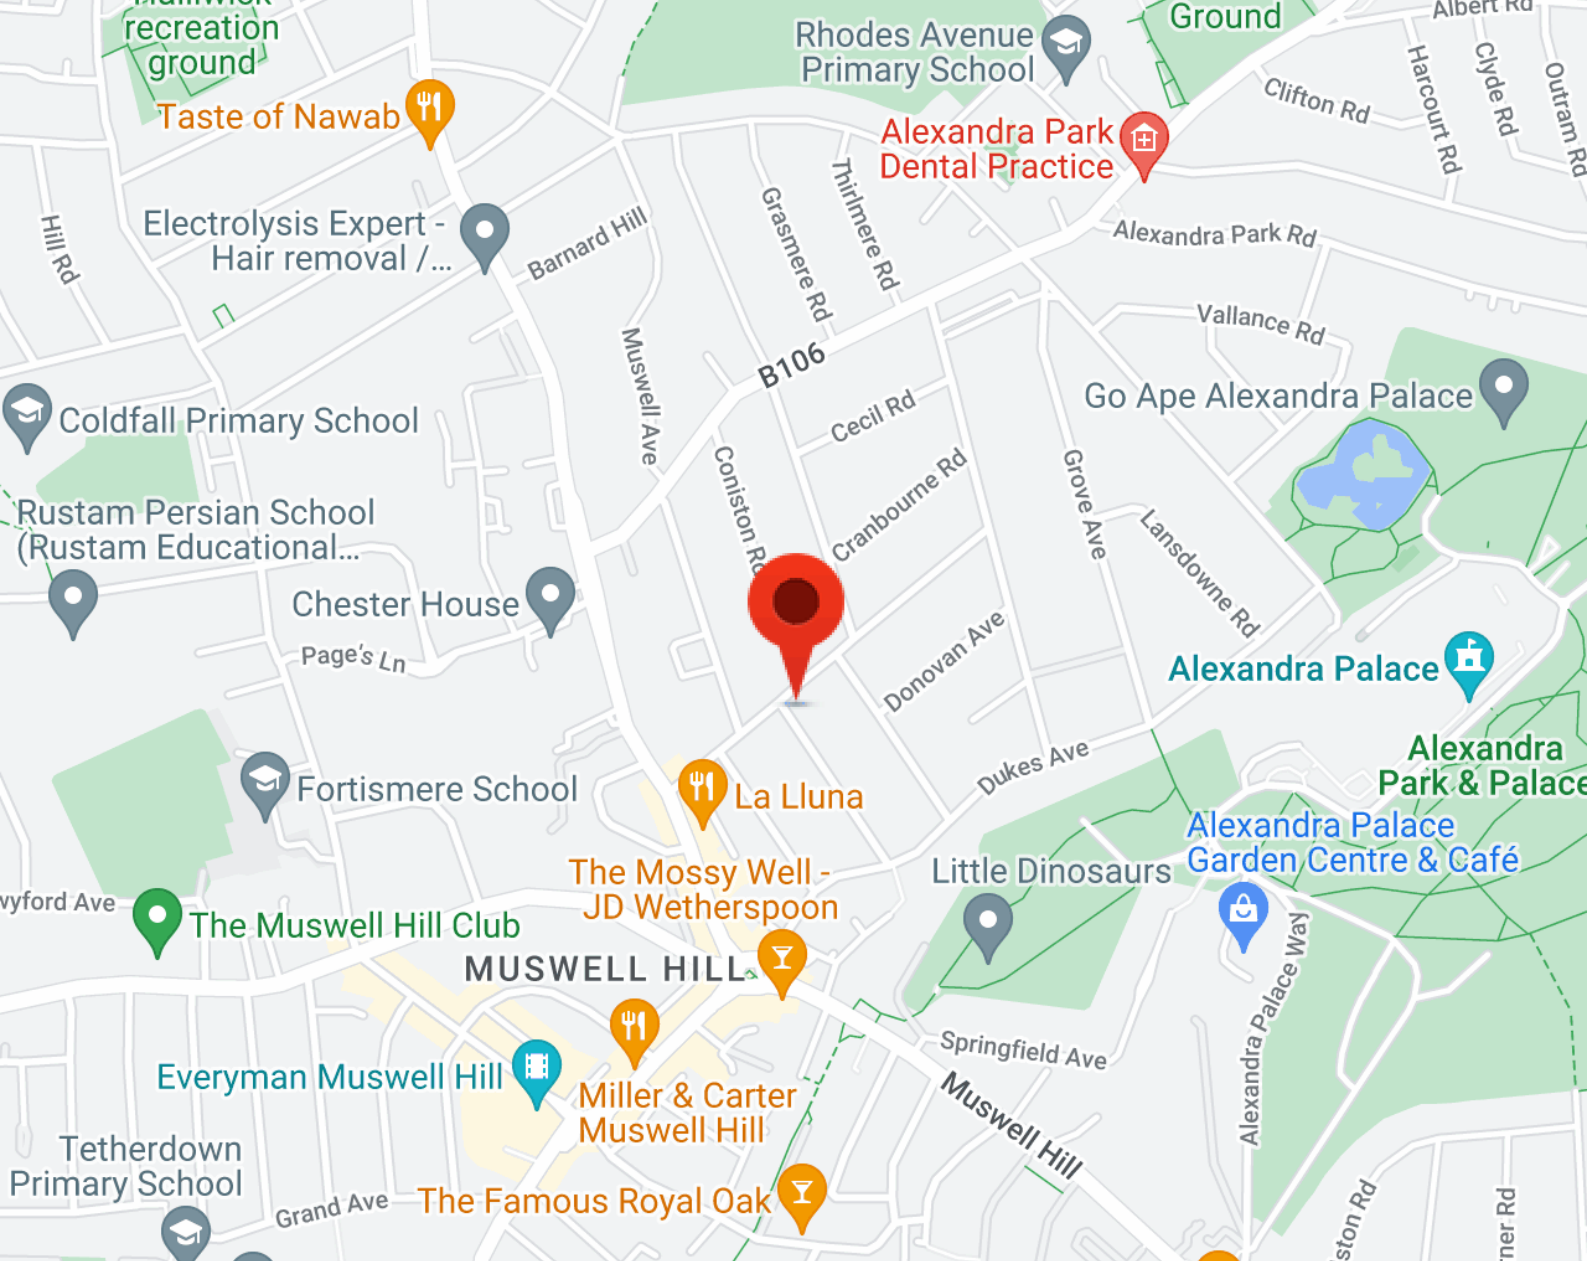 recreation
ground
Ground
Albert Rd
Rhodes Avenue
Primary School
Clifton Rd
Harcourt Rd
Clyde Rd
Outram Rd
Taste of Nawab
Alexandra Park
Dental Practice
Thirlmere Rd
Grasmere Rd
Hill Rd
Electrolysis Expert -
Hair removal /...
Barnard Hill
Alexandra Park Rd
Vallance Rd
Muswell Ave
B106
Go Ape Alexandra Palace
Coldfall Primary School
Cecil Rd
Coniston Rd
Cranbourne Rd
Grove Ave
Lansdowne Rd
Rustam Persian School
(Rustam Educational...
Chester House
Page's Ln
Donovan Ave
Alexandra Palace
Dukes Ave
Alexandra
Park & Palace
Fortismere School
La Lluna
Alexandra Palace
Garden Centre & Café
The Mossy Well -
JD Wetherspoon
Little Dinosaurs
wyford Ave
The Muswell Hill Club
MUSWELL HILL
Alexandra Palace Way
Springfield Ave
Everyman Muswell Hill
Miller & Carter
Muswell Hill
Muswell Hill
Tetherdown
Primary School
Grand Ave
The Famous Royal Oak
ston Rd
ner Rd